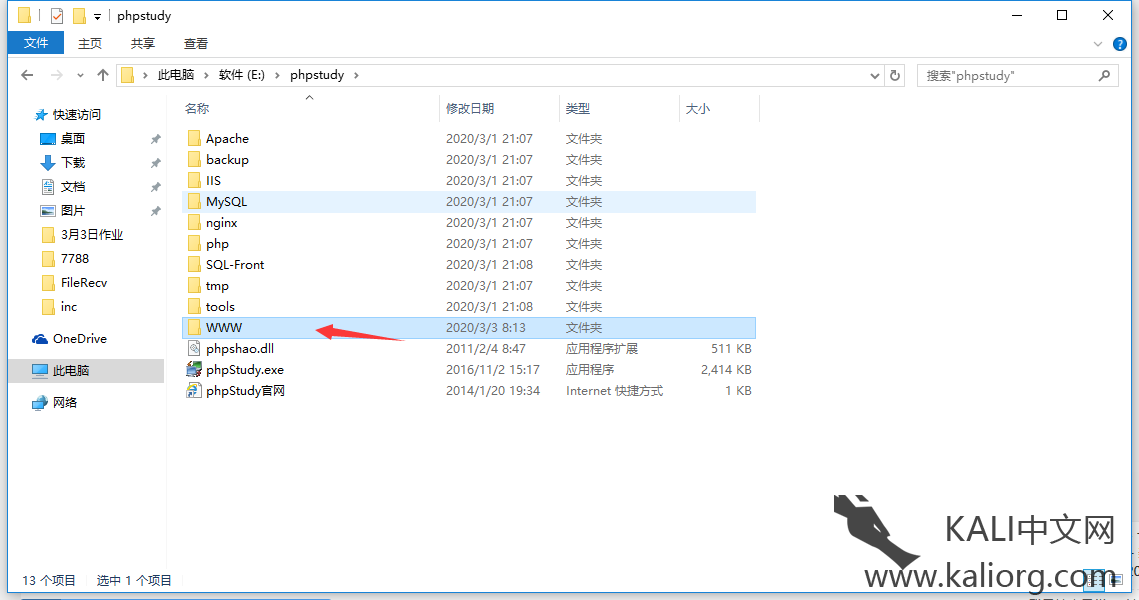 phpstudy
文件 主页 共享 查看
此电脑 软件 (E:) phpstudy 搜索"phpstudy"
名称 修改日期 类型 大小
快速访问
桌面
下载
文档
图片
3月3日作业
7788
FileRecv
inc
OneDrive
此电脑
网络
Apache 2020/3/1 21:07 文件夹
backup 2020/3/1 21:07 文件夹
IIS 2020/3/1 21:07 文件夹
MySQL 2020/3/1 21:07 文件夹
nginx 2020/3/1 21:07 文件夹
php 2020/3/1 21:07 文件夹
SQL-Front 2020/3/1 21:08 文件夹
tmp 2020/3/1 21:07 文件夹
tools 2020/3/1 21:08 文件夹
WWW 2020/3/3 8:13 文件夹
phpshao.dll 2011/2/4 8:47 应用程序扩展 511 KB
phpStudy.exe 2016/11/2 15:17 应用程序 2,414 KB
phpStudy官网 2014/1/20 19:34 Internet 快捷方式 1 KB
KALI中文网
www.kaliorg.com
13 个项目 选中 1 个项目